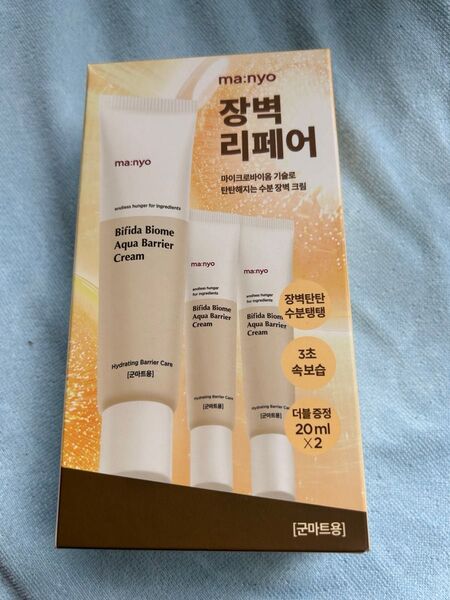 ma:nyo
장벽
리페어
마이크로바이옴 기술로
탄탄해지는 수분 장벽 크림
ma:nyo
endless hunger for ingredients
Bifida Biome
Aqua Barrier
Cream
Hydrating Barrier Care
[군마트용]
ma:nyo
endless hunger
for ingredients
Bifida Biome
Aqua Barrier
Cream
Hydrating Barrier Care
[군마트용]
ma:nyo
endless hunger
for ingredients
Bifida Biome
Aqua Barrier
Cream
Hydrating Barrier Care
[군마트용]
장벽탄탄
수분탱탱
3초
속보습
더블 증정
20ml
X2
[군마트용]